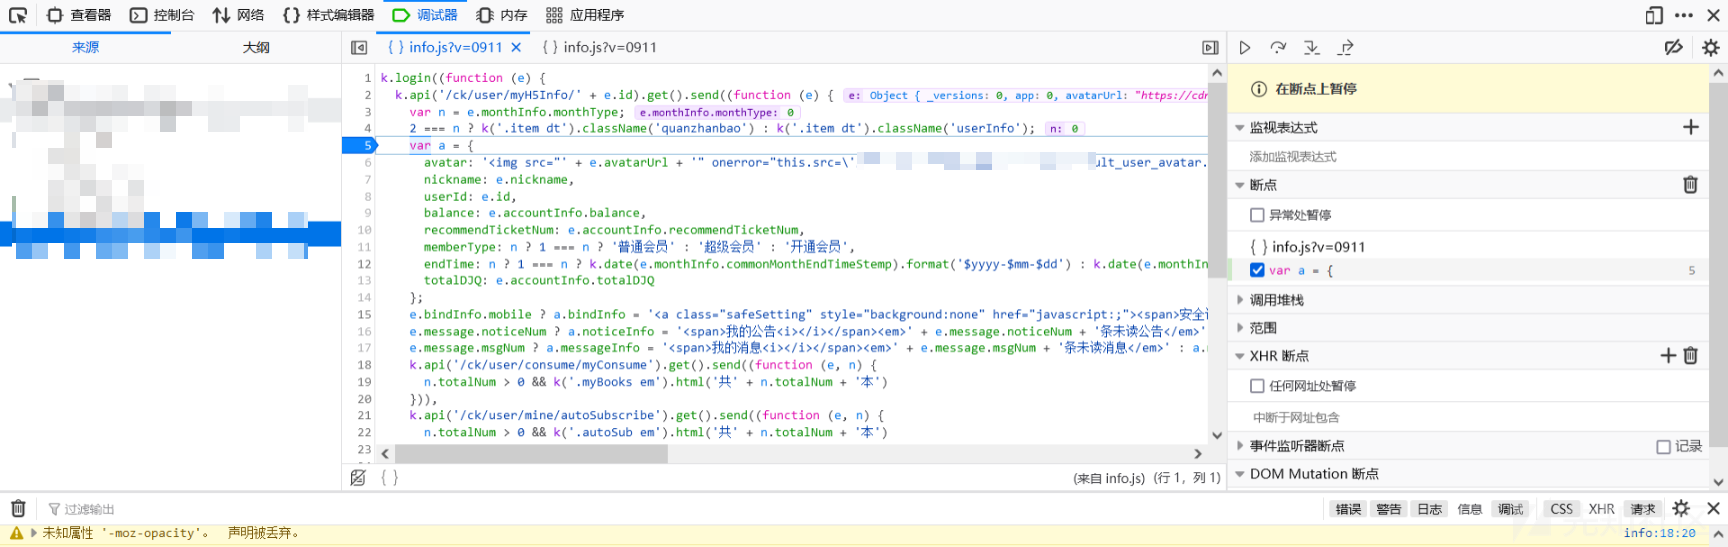 查看器 控制台 网络 {} 样式编辑器 调试器 内存 应用程序
来源 大纲 { } info.js?v=0911 { } info.js?v=0911
1 k.login((function (e) {
2 k.api('/ck/user/myH5Info/' + e.id).get().send((function (e) { e: Object { _versions: 0, app: 0, avatarUrl: "https://cdn
3 var n = e.monthInfo.monthType; e.monthInfo.monthType: 0
4 2 === n ? k('.item dt').className('quanzhanbao') : k('.item dt').className('userInfo'); n: 0
5 var a = {
6 avatar: '<img src="' + e.avatarUrl + '" onerror="this.src=\' ult_user_avatar.
7 nickname: e.nickname,
8 userId: e.id,
9 balance: e.accountInfo.balance,
10 recommendTicketNum: e.accountInfo.recommendTicketNum,
11 memberType: n ? 1 === n ? '普通会员' : '超级会员' : '开通会员',
12 endTime: n ? 1 === n ? k.date(e.monthInfo.commonMonthEndTimeStemp).format('$yyyy-$mm-$dd') : k.date(e.monthIn
13 totalDJQ: e.accountInfo.totalDJQ
14 };
15 e.bindInfo.mobile ? a.bindInfo = '<a class="safeSetting" style="background:none" href="javascript:;"><span>安全
16 e.message.noticeNum ? a.noticeInfo = '<span>我的公告<i></i></span><em>' + e.message.noticeNum + '条未读公告</em>'
17 e.message.msgNum ? a.messageInfo = '<span>我的消息<i></i></span><em>' + e.message.msgNum + '条未读消息</em>' : a.
18 k.api('/ck/user/consume/myConsume').get().send((function (e, n) {
19 n.totalNum > 0 && k('.myBooks em').html('共' + n.totalNum + '本')
20 })),
21 k.api('/ck/user/mine/autoSubscribe').get().send((function (e, n) {
22 n.totalNum > 0 && k('.autoSub em').html('共' + n.totalNum + '本')
23
{ } (来自 info.js) (行 1，列 1)
在断点上暂停
监视表达式
添加监视表达式
断点
异常处暂停
{ } info.js?v=0911
var a = { 5
调用堆栈
范围
XHR 断点
任何网址处暂停
中断于网址包含
事件监听器断点 记录
DOM Mutation 断点
过滤输出 错误 警告 日志 信息 调试 CSS XHR 请求
未知属性 '-moz-opacity'。 声明被丢弃。 info:18:20